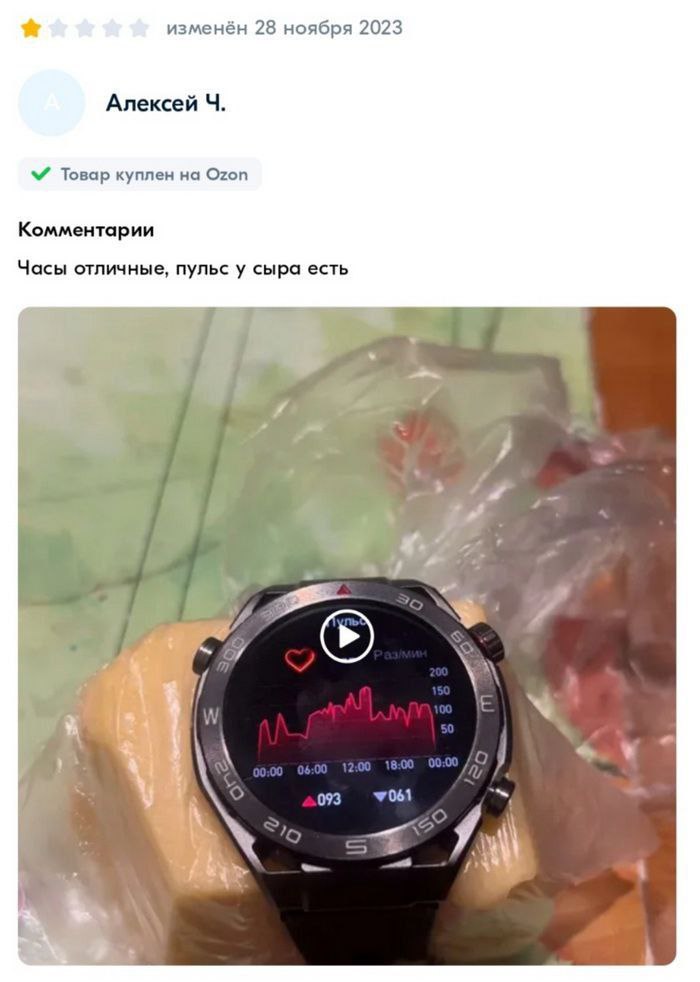 изменён 28 ноября 2023
А
Алексей Ч.
Товар куплен на Ozon
Комментарии
Часы отличные, пульс у сыра есть
30
60
E
120
150
S
210
240
W
300
330
Пульс
Раз/мин
200
150
100
50
00:00 06:00 12:00 18:00 00:00
▲093 ▼061